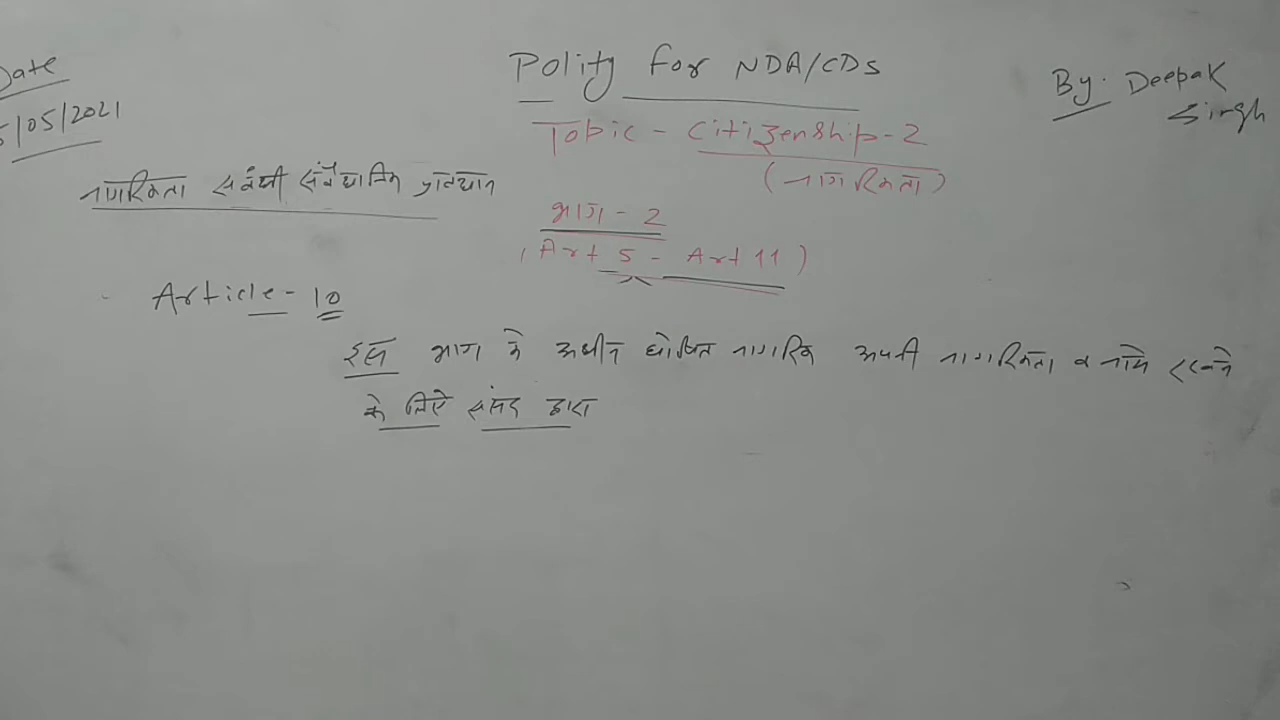 Date
5/05/2021
Polity for NDA/CDS
By. Deepak
Singh
Topic - Citizenship-2
(नागरिकता)
नागरिकता संबंधी संवैधानिक प्रावधान
भाग - 2
(Art 5 - Art 11)
Article - 10
इस भाग के अधीन घोषित नागरिक अपनी नागरिकता बनाये रखने
के लिए संसद द्वारा